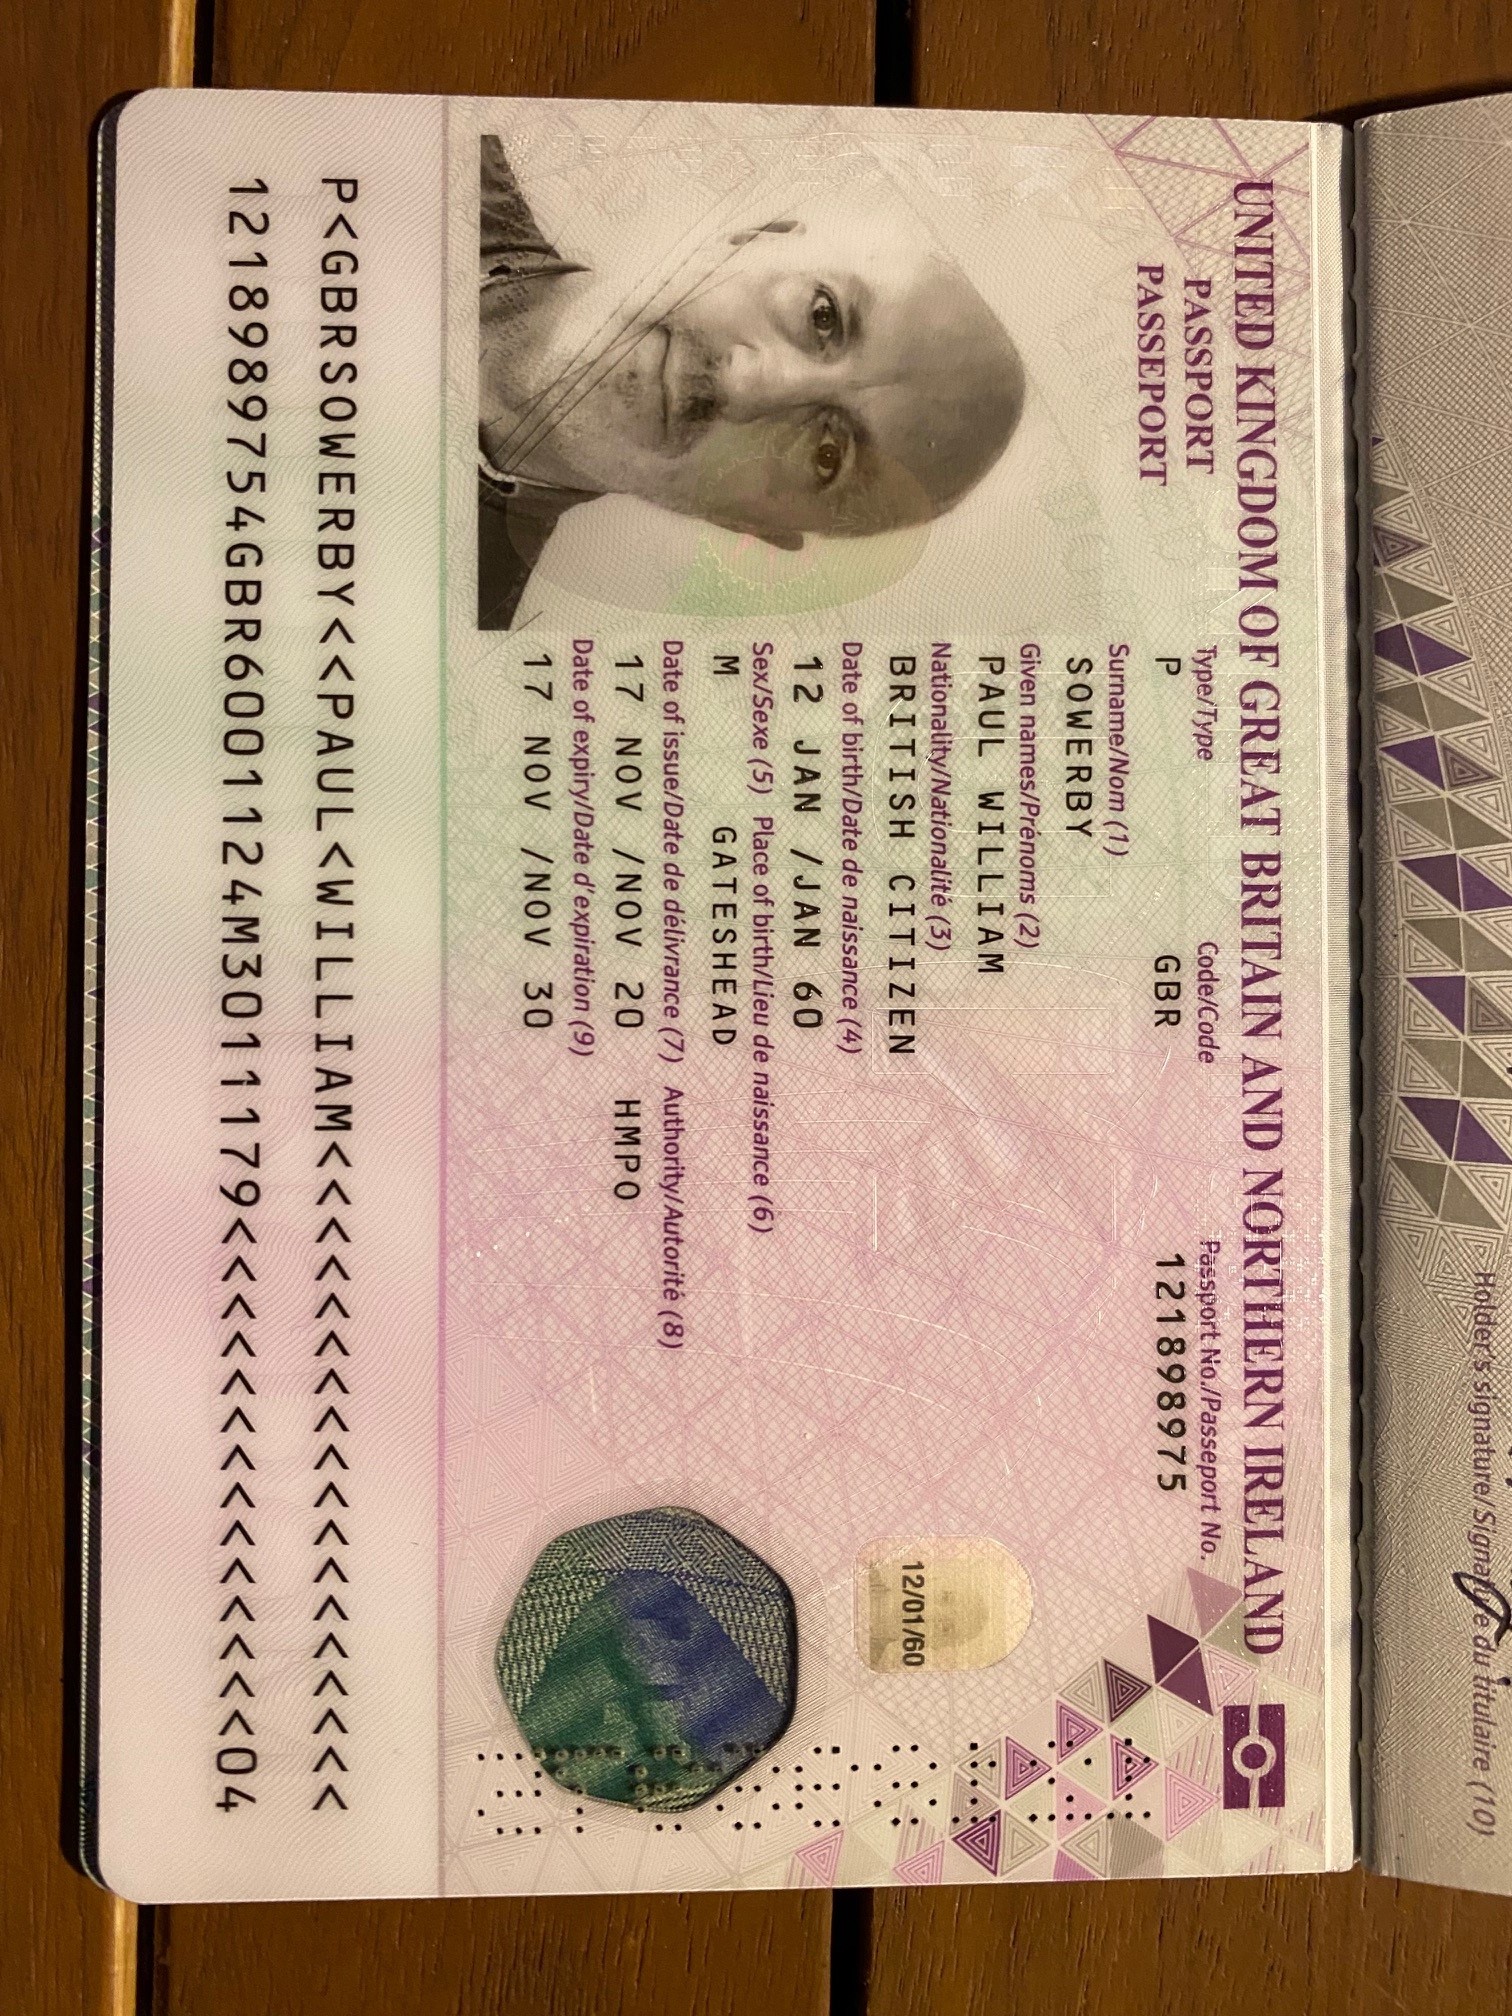 Holder's signature/Signature du titulaire (10)
UNITED KINGDOM OF GREAT BRITAIN AND NORTHERN IRELAND
PASSPORT
PASSEPORT
Type/Type Code/Code Passport No./Passeport No.
P GBR 121898975
Surname/Nom (1)
SOWERBY
Given names/Prénoms (2)
PAUL WILLIAM
Nationality/Nationalité (3)
BRITISH CITIZEN
12/01/60
Date of birth/Date de naissance (4)
12 JAN /JAN 60
Sex/Sexe (5) Place of birth/Lieu de naissance (6)
M GATESHEAD
Date of issue/Date de délivrance (7) Authority/Autorité (8)
17 NOV /NOV 20 HMPO
Date of expiry/Date d'expiration (9)
17 NOV /NOV 30
P<GBRSOWERBY<<PAUL<WILLIAM<<<<<<<<<<<<<<<<<<
1218989754GBR6001124M3011179<<<<<<<<<<<<<<04